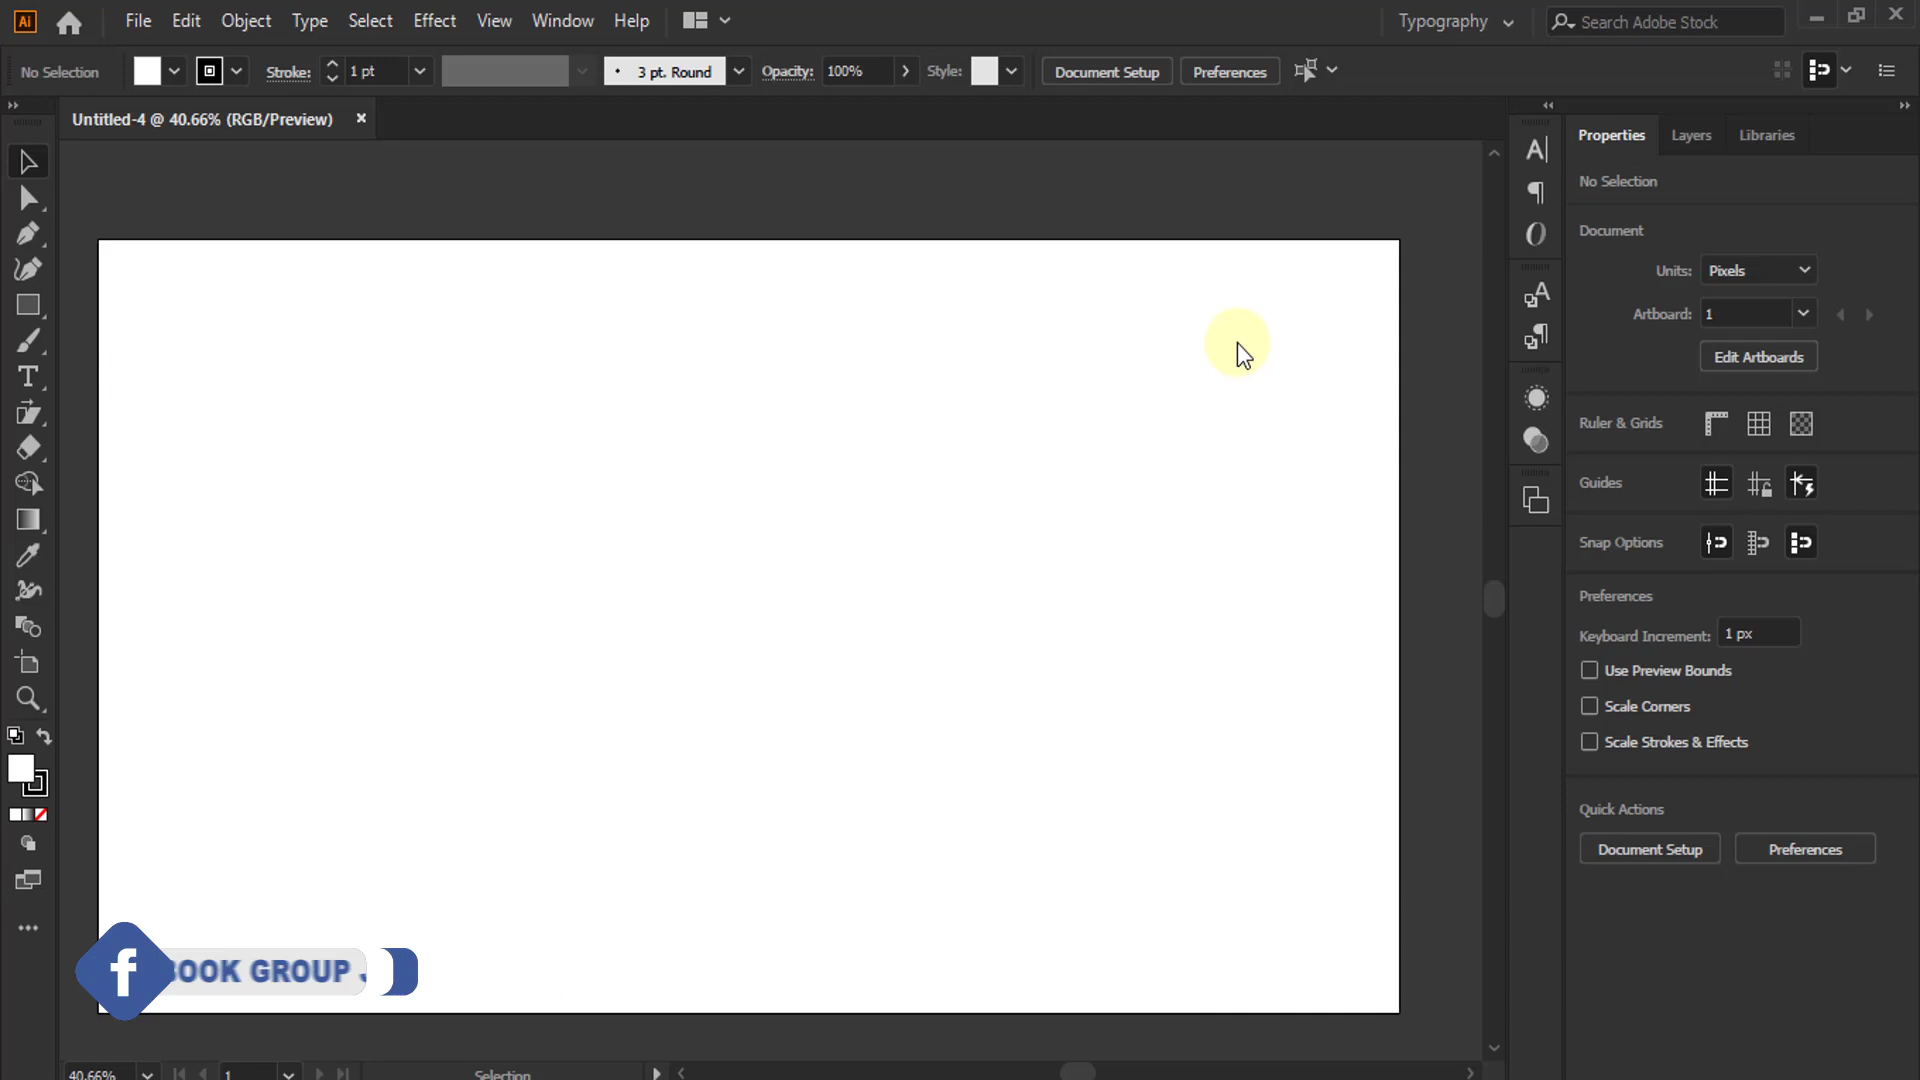 Ai File Edit Object Type Select Effect View Window Help Typography Search Adobe Stock
No Selection Stroke: 1 pt 3 pt. Round Opacity: 100% Style: Document Setup Preferences
Untitled-4 @ 40.66% (RGB/Preview) ×
Properties Layers Libraries
No Selection
Document
Units: Pixels
Artboard: 1
Edit Artboards
Ruler & Grids
Guides
Snap Options
Preferences
Keyboard Increment: 1 px
Use Preview Bounds
Scale Corners
Scale Strokes & Effects
Quick Actions
Document Setup Preferences
f BOOK GROUP
40.66% 1 Selection